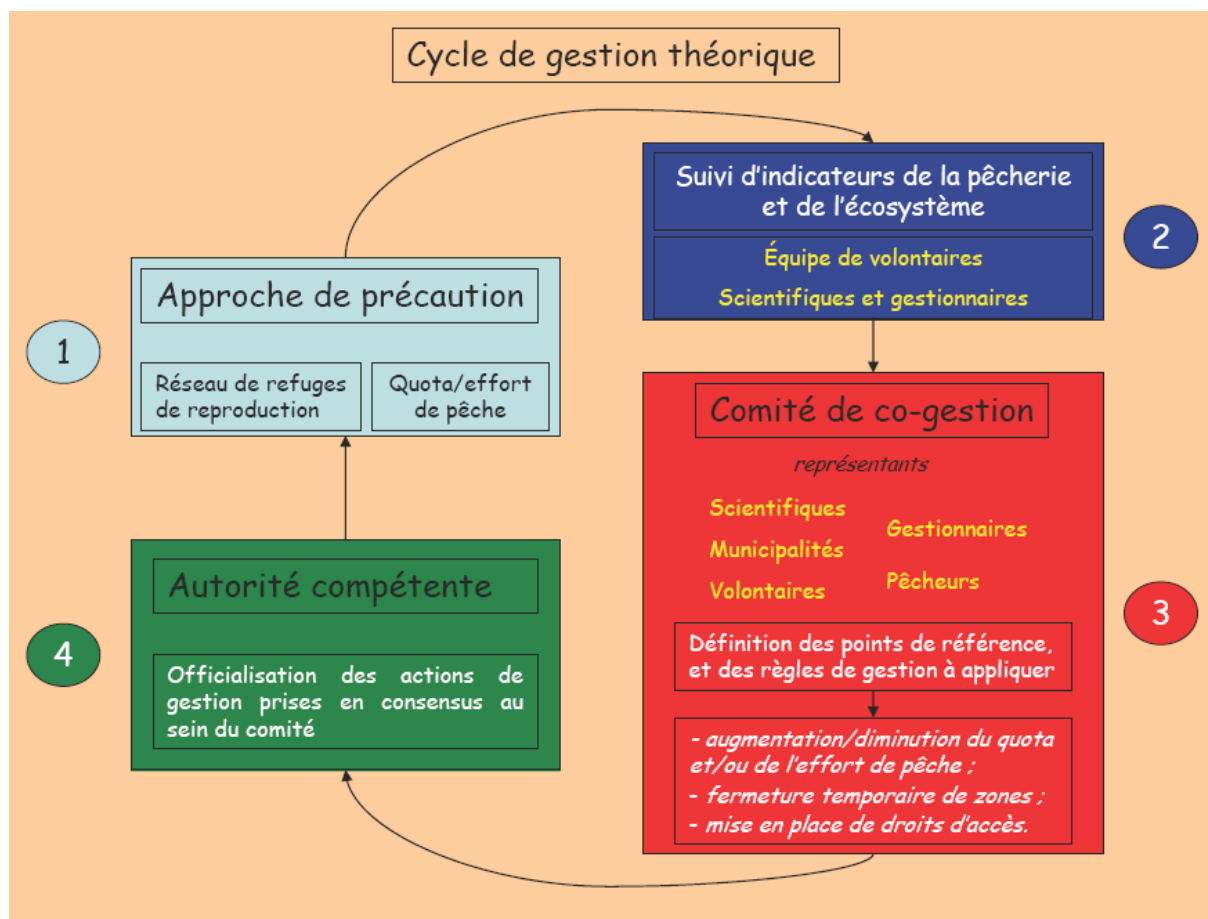 Cycle de gestion théorique
1
Approche de précaution
Réseau de refuges
de reproduction
Quota/effort
de pêche
2
Suivi d'indicateurs de la pêcherie
et de l'écosystème
Équipe de volontaires
Scientifiques et gestionnaires
3
Comité de co-gestion
représentants
Scientifiques
Municipalités
Volontaires
Gestionnaires
Pêcheurs
Définition des points de référence,
et des règles de gestion à appliquer
- augmentation/diminution du quota
et/ou de l'effort de pêche ;
- fermeture temporaire de zones ;
- mise en place de droits d'accès.
4
Autorité compétente
Officialisation des actions de
gestion prises en consensus au
sein du comité